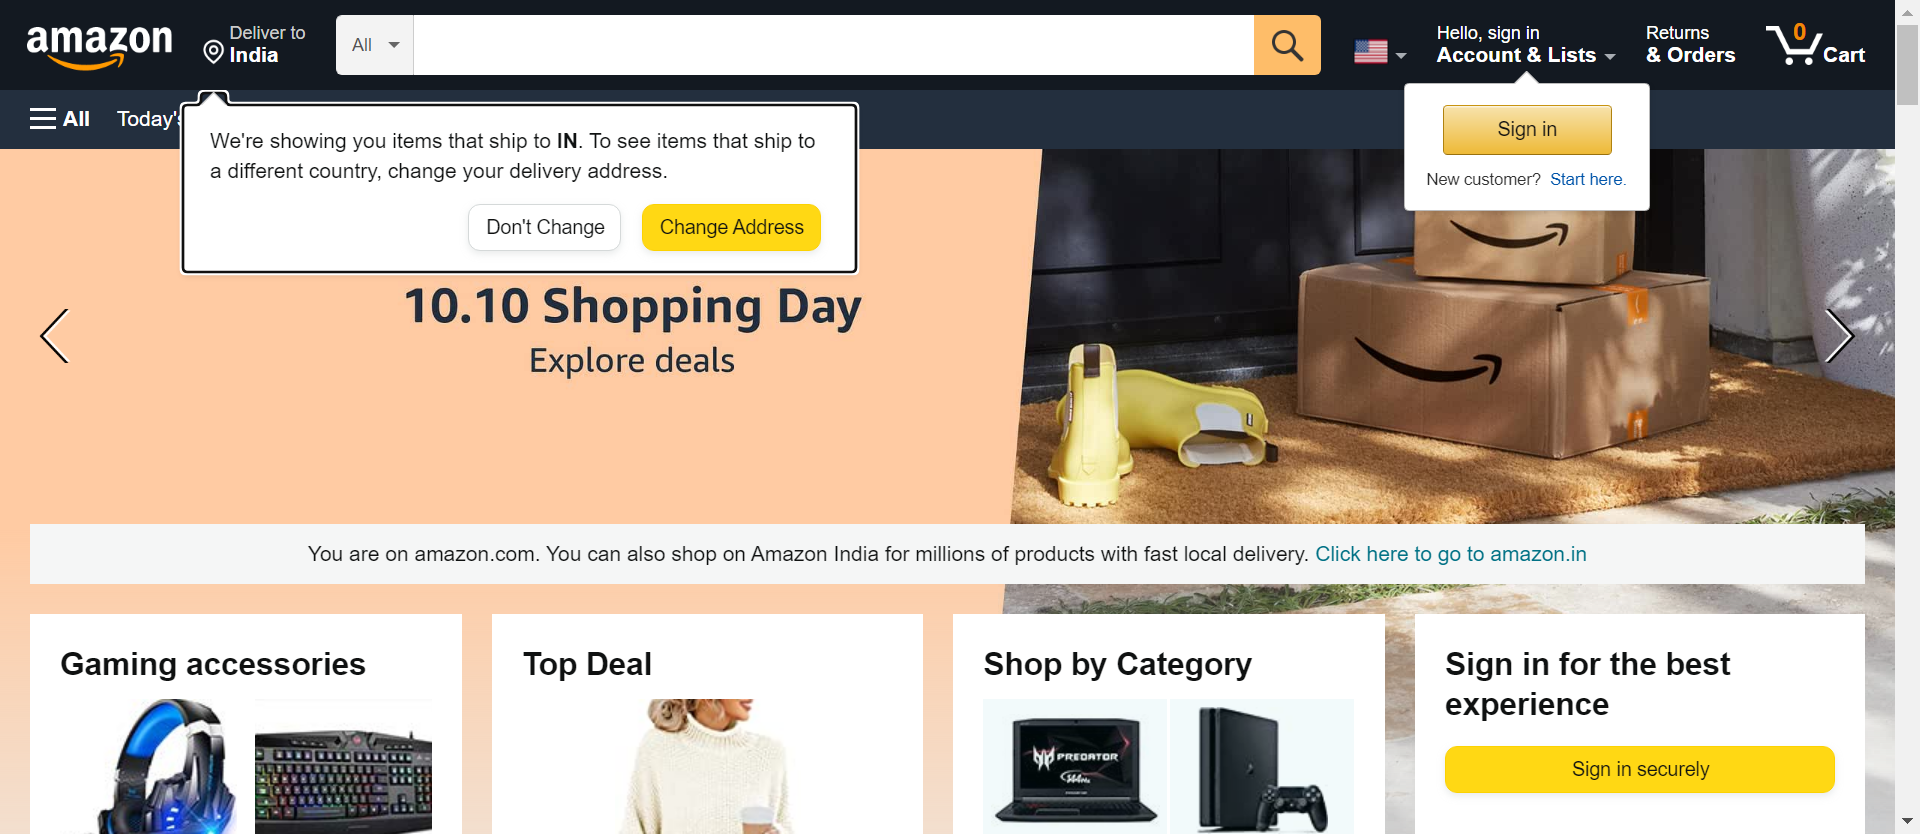 amazon
Deliver to
India
All
Hello, sign in
Account & Lists
Returns
& Orders
0
Cart
All
Today's
We're showing you items that ship to IN. To see items that ship to
a different country, change your delivery address.
Don't Change
Change Address
Sign in
New customer? Start here.
10.10 Shopping Day
Explore deals
You are on amazon.com. You can also shop on Amazon India for millions of products with fast local delivery. Click here to go to amazon.in
Gaming accessories
Top Deal
Shop by Category
Sign in for the best
experience
PREDATOR
144Hz
Sign in securely